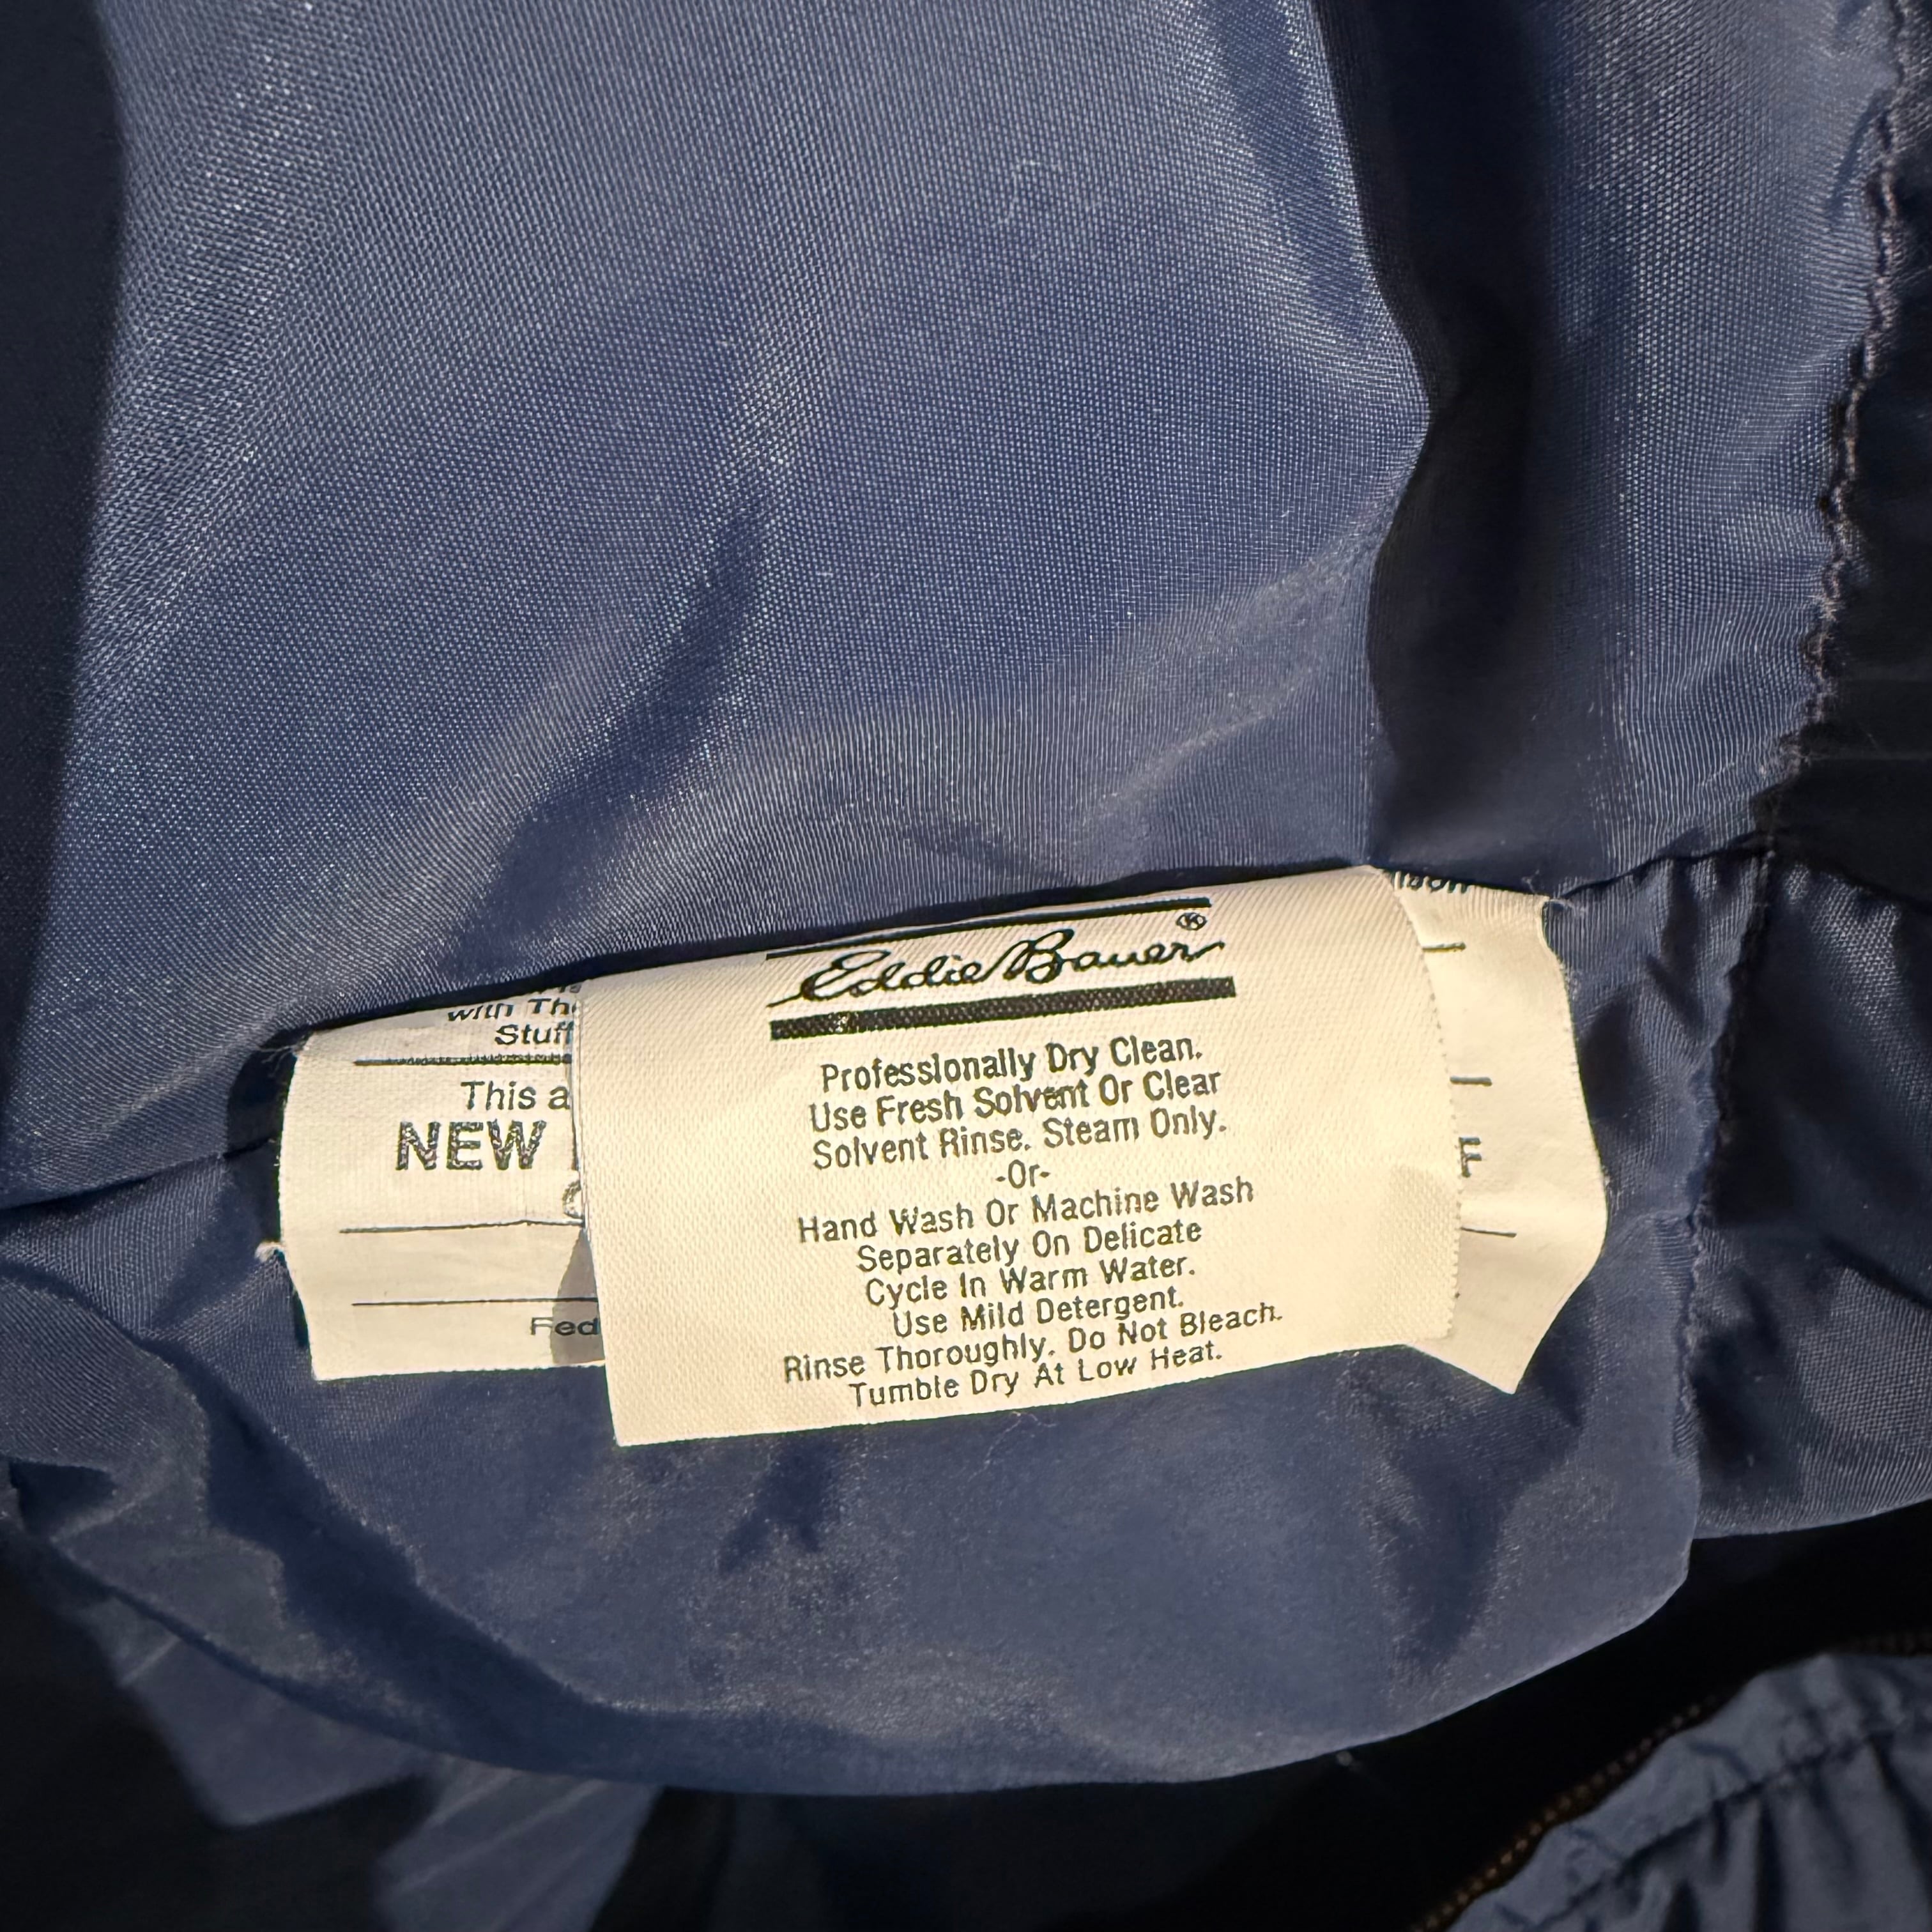 Eddie Bauer®
Professionally Dry Clean.
Use Fresh Solvent Or Clear
Solvent Rinse. Steam Only.
-Or-
Hand Wash Or Machine Wash
Separately On Delicate
Cycle In Warm Water.
Use Mild Detergent.
Rinse Thoroughly. Do Not Bleach.
Tumble Dry At Low Heat.
with Th
Stuff
This a
NEW
Fed
F